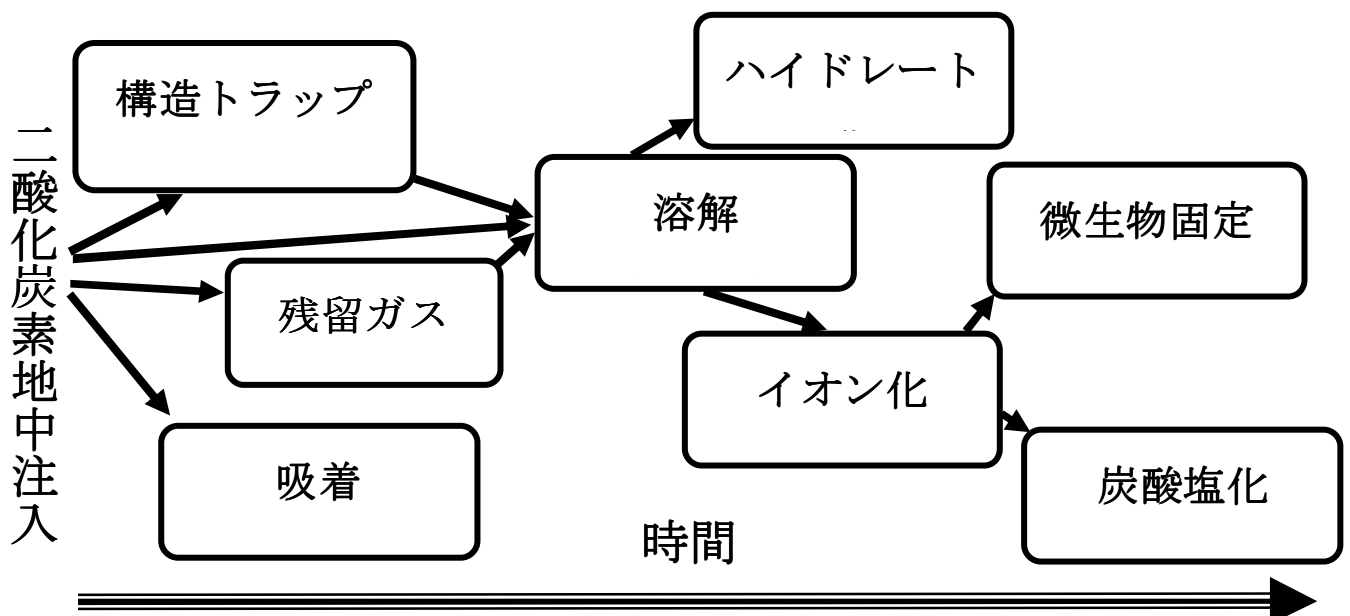 二酸化炭素地中注入
構造トラップ
ハイドレート
溶解
微生物固定
残留ガス
イオン化
吸着
炭酸塩化
時間